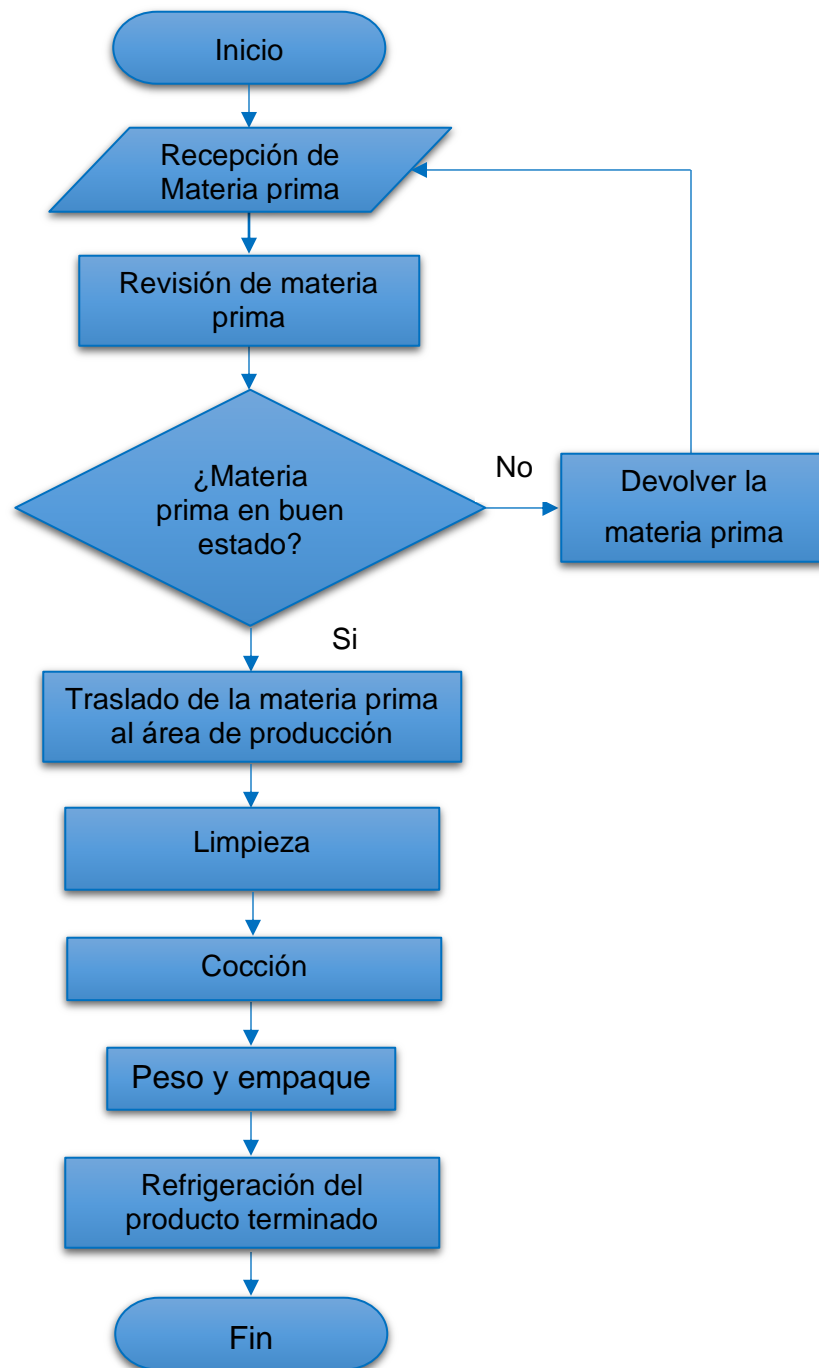 Inicio
Recepción de
Materia prima
Revisión de materia
prima
¿Materia
prima en buen
estado?
No
Devolver la
materia prima
Si
Traslado de la materia prima
al área de producción
Limpieza
Cocción
Peso y empaque
Refrigeración del
producto terminado
Fin